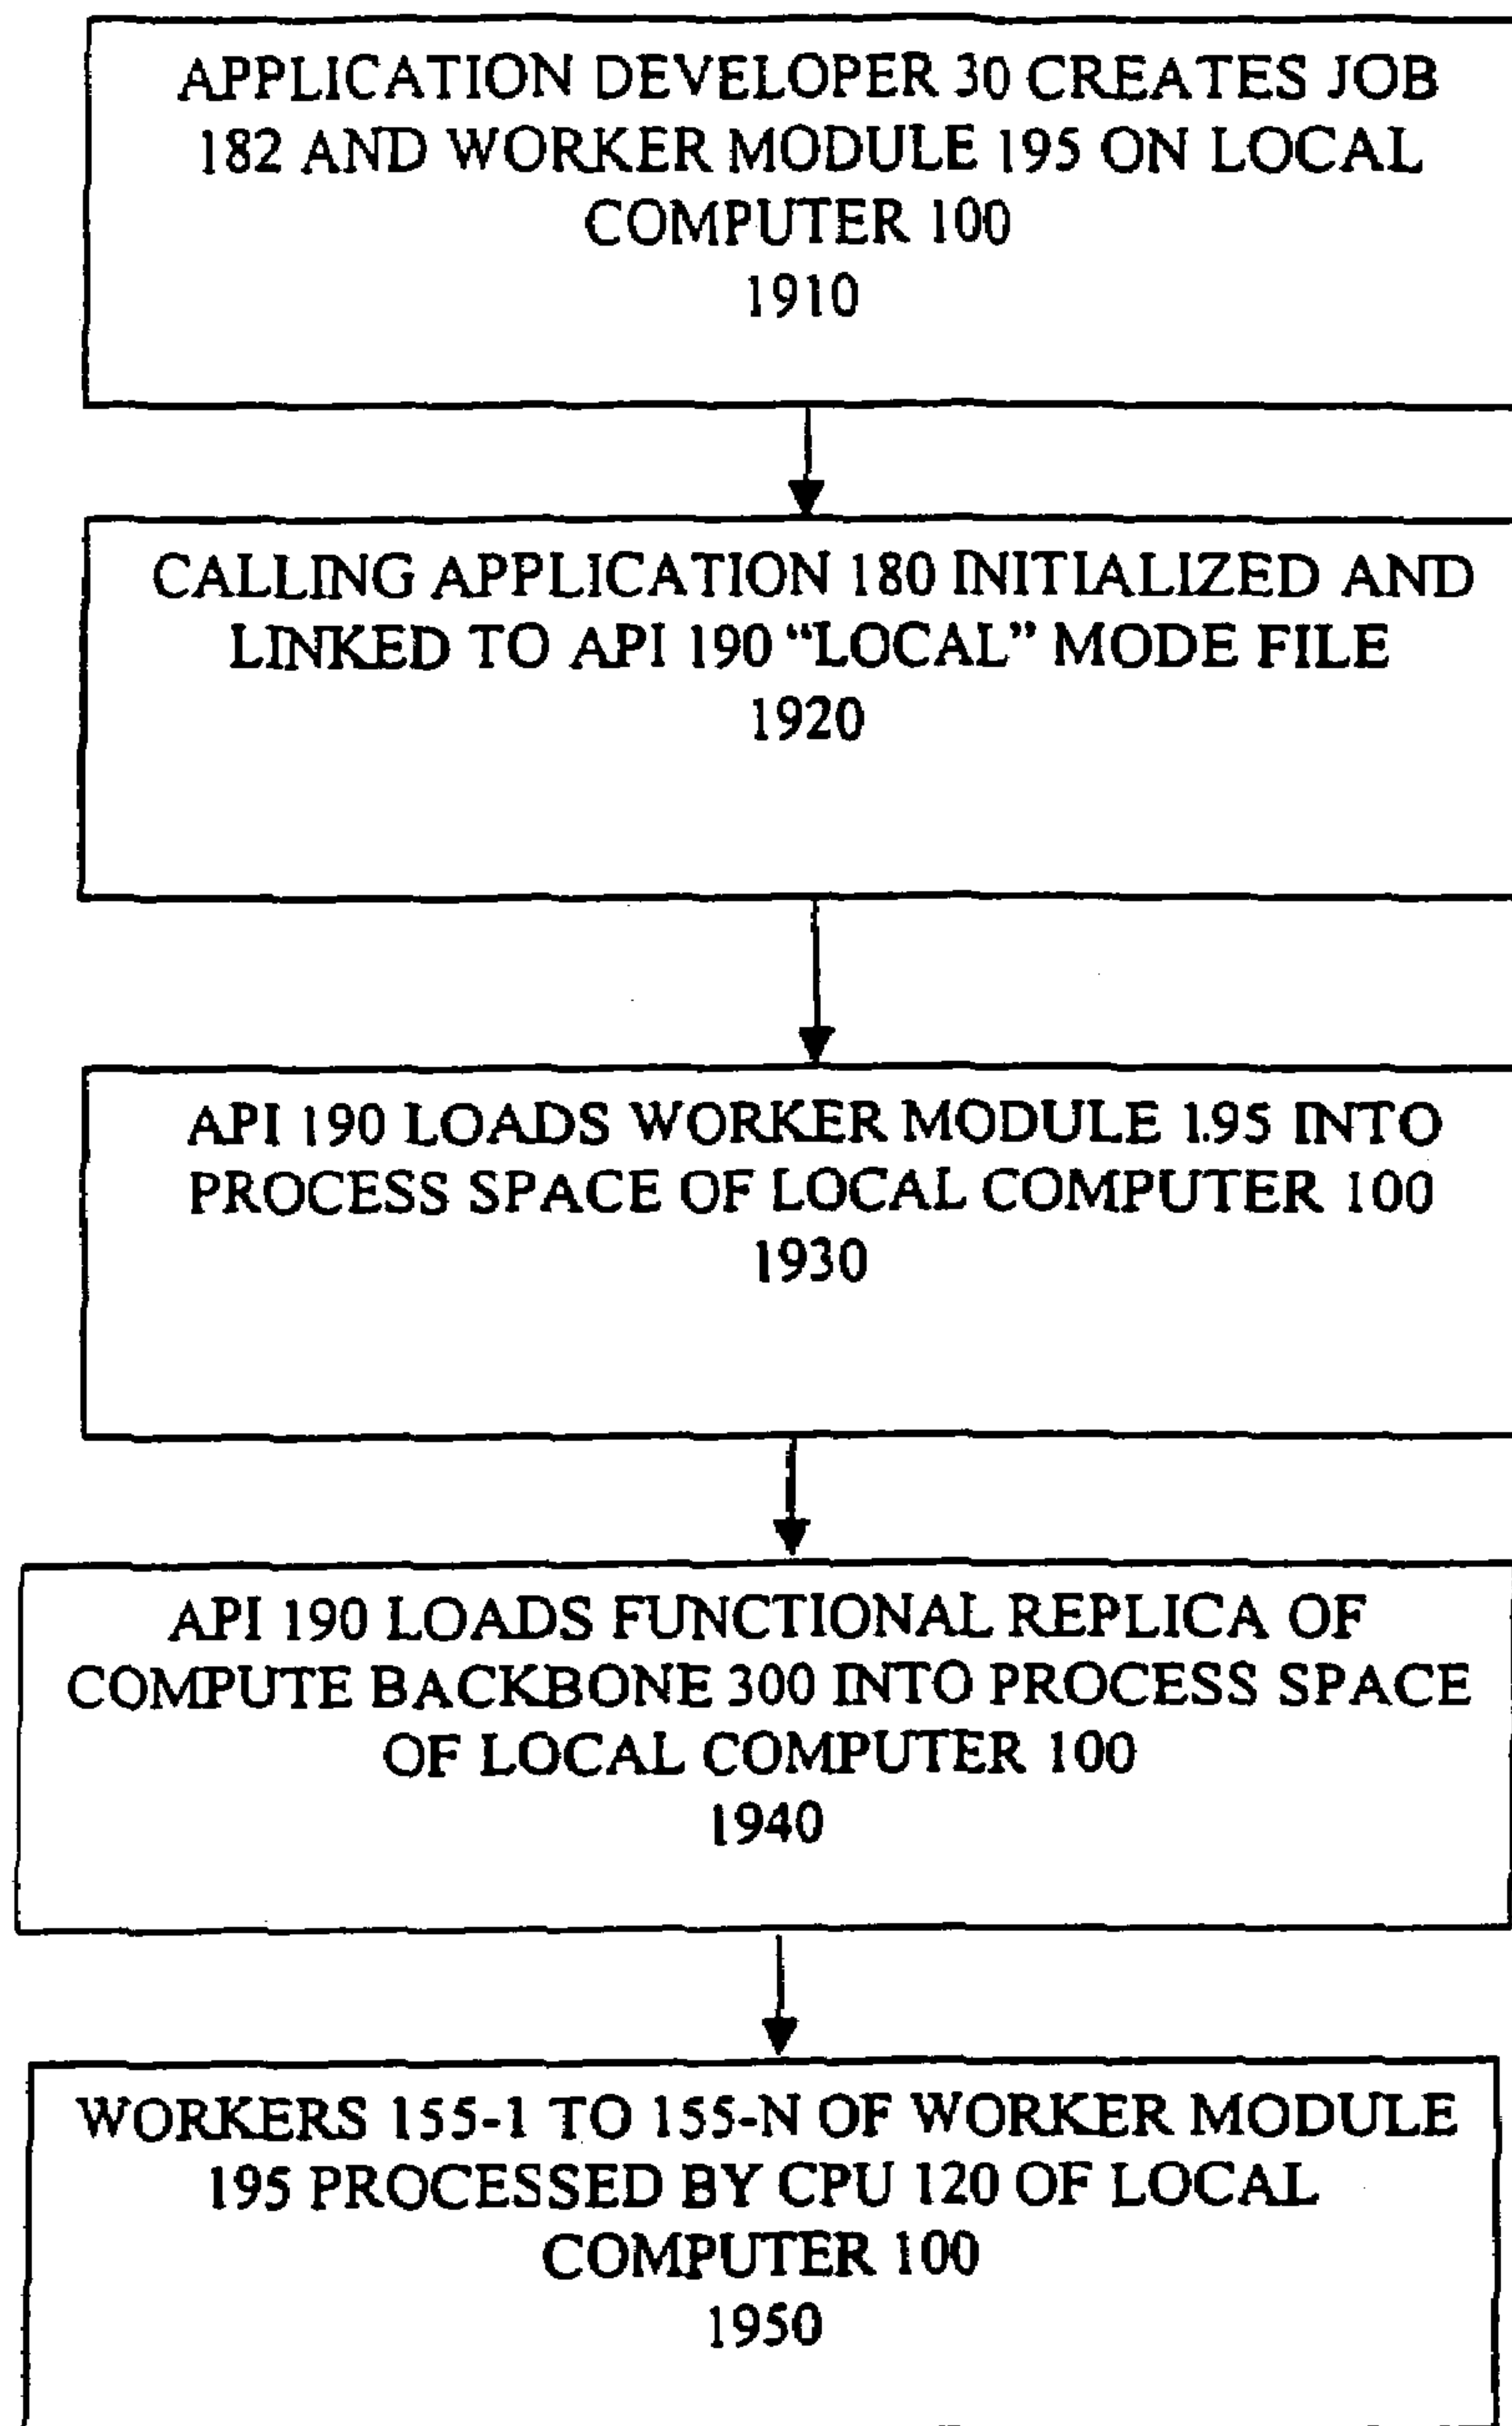 APPLICATION DEVELOPER 30 CREATES JOB
182 AND WORKER MODULE 195 ON LOCAL
COMPUTER 100
1910
CALLING APPLICATION 180 INITIALIZED AND
LINKED TO API 190 “LOCAL” MODE FILE
1920
API 190 LOADS WORKER MODULE 195 INTO
PROCESS SPACE OF LOCAL COMPUTER 100
1930
API 190 LOADS FUNCTIONAL REPLICA OF
COMPUTE BACKBONE 300 INTO PROCESS SPACE
OF LOCAL COMPUTER 100
1940
WORKERS 155-1 TO 155-N OF WORKER MODULE
195 PROCESSED BY CPU 120 OF LOCAL
COMPUTER 100
1950